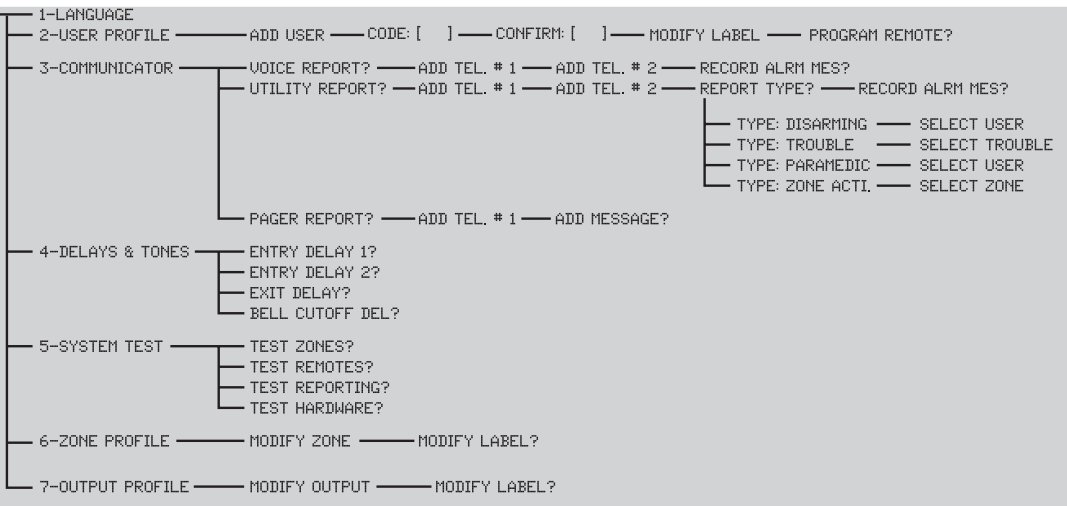 1-LANGUAGE
2-USER PROFILE ADD USER CODE: [ ] CONFIRM: [ ] MODIFY LABEL PROGRAM REMOTE?
3-COMMUNICATOR VOICE REPORT? ADD TEL. # 1 ADD TEL. # 2 RECORD ALRM MES?
UTILITY REPORT? ADD TEL. # 1 ADD TEL. # 2 REPORT TYPE? RECORD ALRM MES?
TYPE: DISARMING SELECT USER
TYPE: TROUBLE SELECT TROUBLE
TYPE: PARAMEDIC SELECT USER
TYPE: ZONE ACTI. SELECT ZONE
PAGER REPORT? ADD TEL. # 1 ADD MESSAGE?
4-DELAYS & TONES ENTRY DELAY 1?
ENTRY DELAY 2?
EXIT DELAY?
BELL CUTOFF DEL?
5-SYSTEM TEST TEST ZONES?
TEST REMOTES?
TEST REPORTING?
TEST HARDWARE?
6-ZONE PROFILE MODIFY ZONE MODIFY LABEL?
7-OUTPUT PROFILE MODIFY OUTPUT MODIFY LABEL?